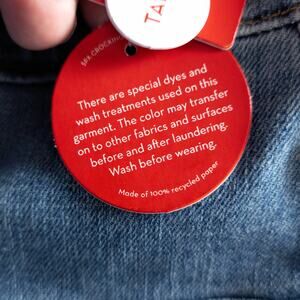 TA
There are special dyes and
wash treatments used on this
garment. The color may transfer
on to other fabrics and surfaces
before and after laundering.
Wash before wearing.
Made of 100% recycled paper